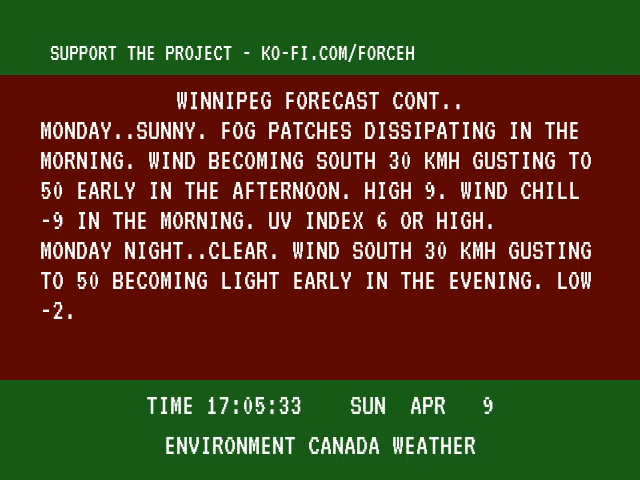 SUPPORT THE PROJECT - KO-FI.COM/FORCEH
WINNIPEG FORECAST CONT..
MONDAY..SUNNY. FOG PATCHES DISSIPATING IN THE
MORNING. WIND BECOMING SOUTH 30 KMH GUSTING TO
50 EARLY IN THE AFTERNOON. HIGH 9. WIND CHILL
-9 IN THE MORNING. UV INDEX 6 OR HIGH.
MONDAY NIGHT..CLEAR. WIND SOUTH 30 KMH GUSTING
TO 50 BECOMING LIGHT EARLY IN THE EVENING. LOW
-2.
TIME 17:05:33 SUN APR 9
ENVIRONMENT CANADA WEATHER